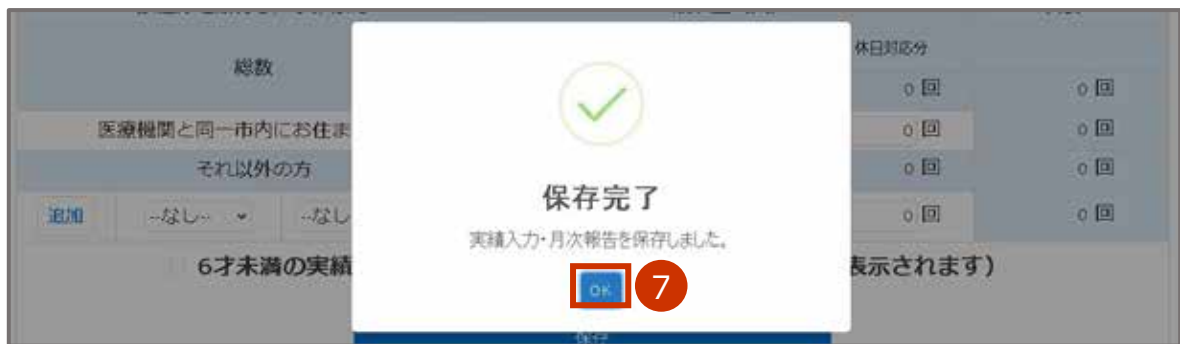 休日対応分
総数
0 回 0 回
医療機関と同一市内にお住ま 0 回 0 回
それ以外の方 0 回 0 回
追加 --なし-- --なし 0 回 0 回
保存完了
実績入力・月次報告を保存しました。
OK 7
6才未満の実績 表示されます)
保存